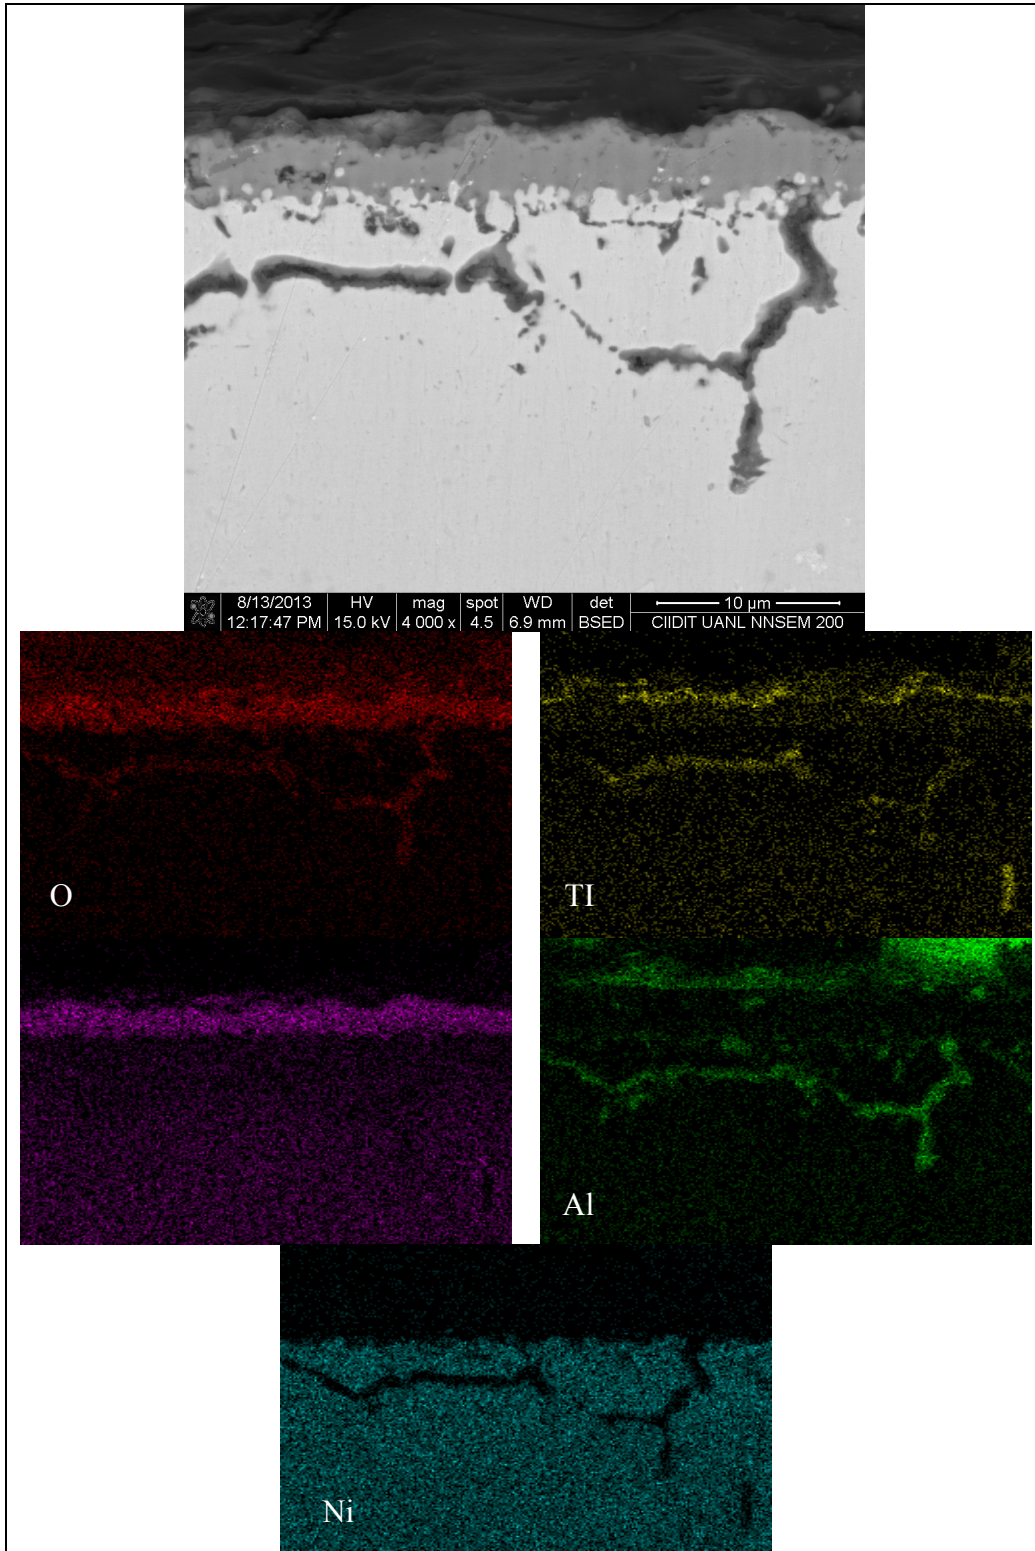 8/13/2013 HV mag spot WD det 10 µm
12:17:47 PM 15.0 kV 4 000 x 4.5 6.9 mm BSED CIIDIT UANL NNSEM 200
O TI
Al
Ni